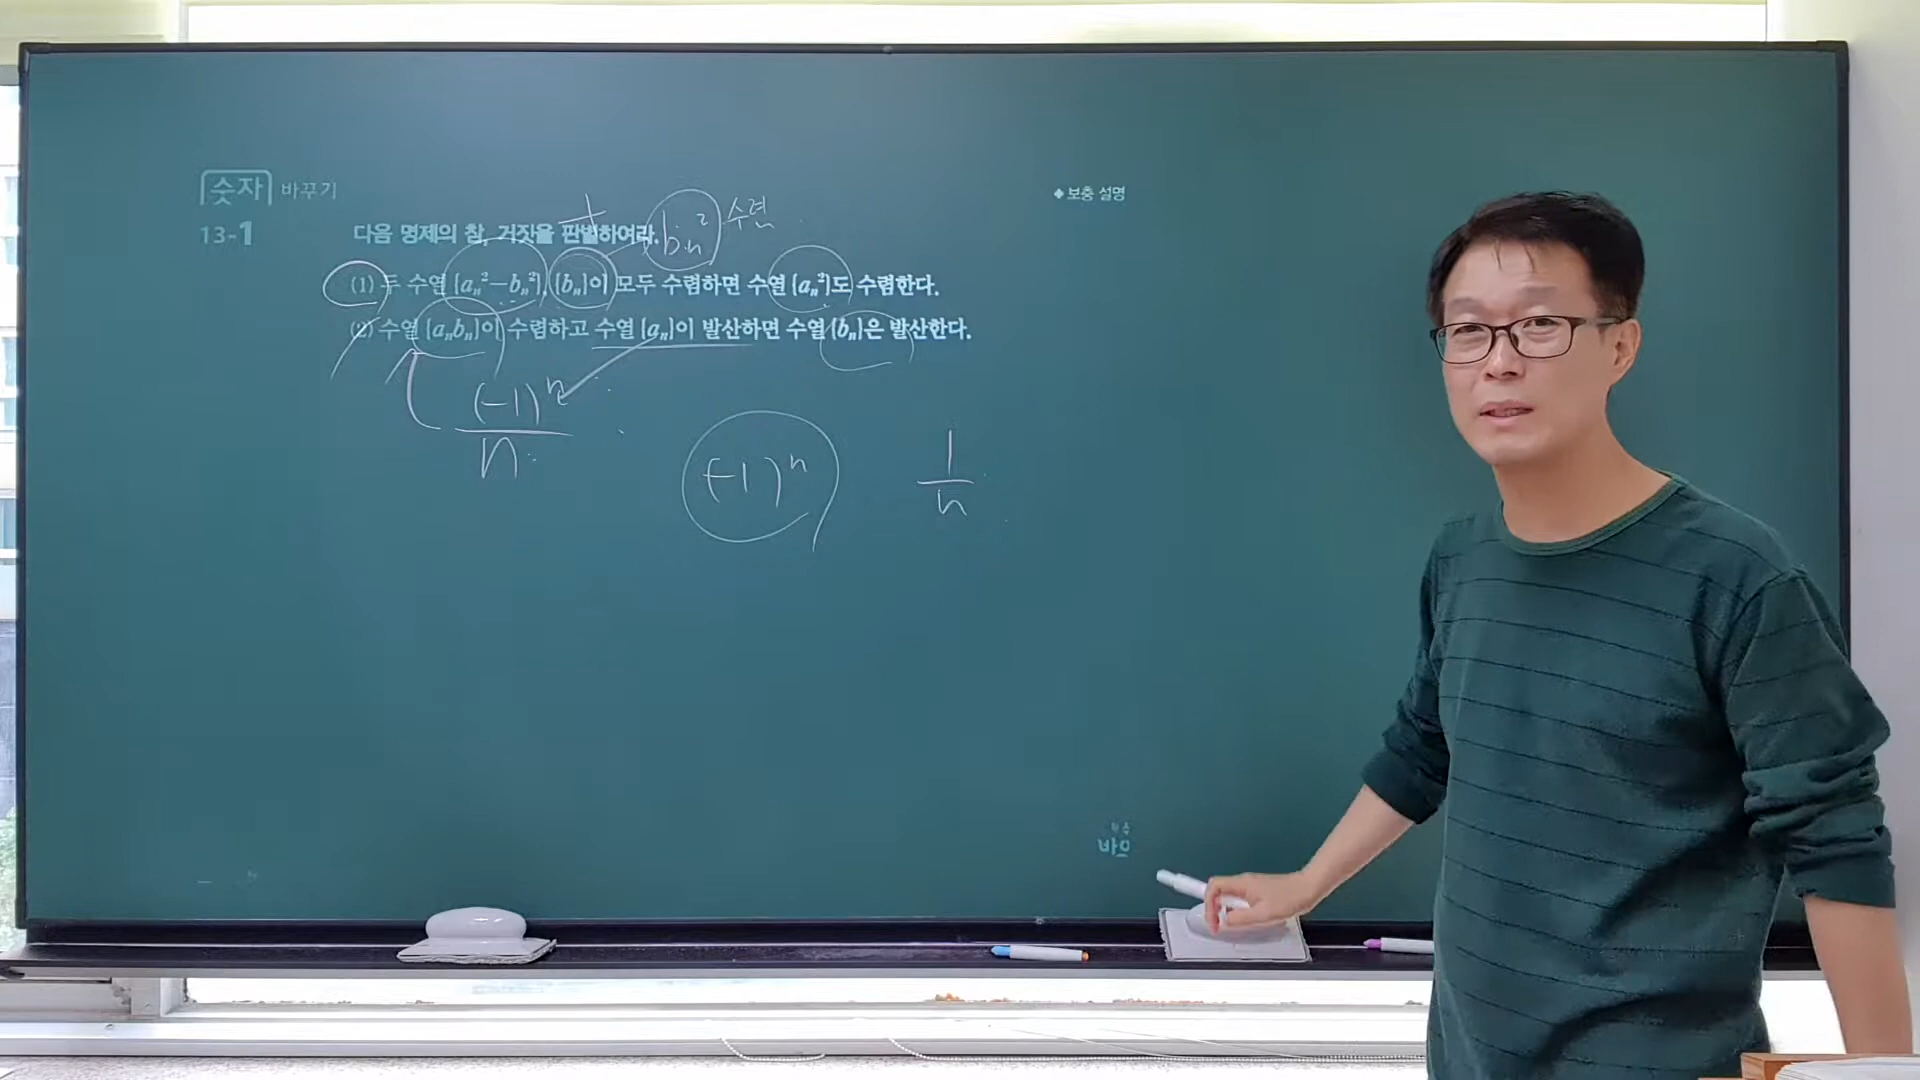 숫자 바꾸기
13-1 다음 명제의 참, 거짓을 판별하여라.
bₙ² 수렴
(1) 두 수열 {aₙ²-bₙ²}, {bₙ}이 모두 수렴하면 수열 {aₙ²}도 수렴한다.
(2) 수열 {aₙbₙ}이 수렴하고 수열 {aₙ}이 발산하면 수열 {bₙ}은 발산한다.
◆ 보충 설명
(-1)ⁿ
n
(-1)ⁿ
1
n